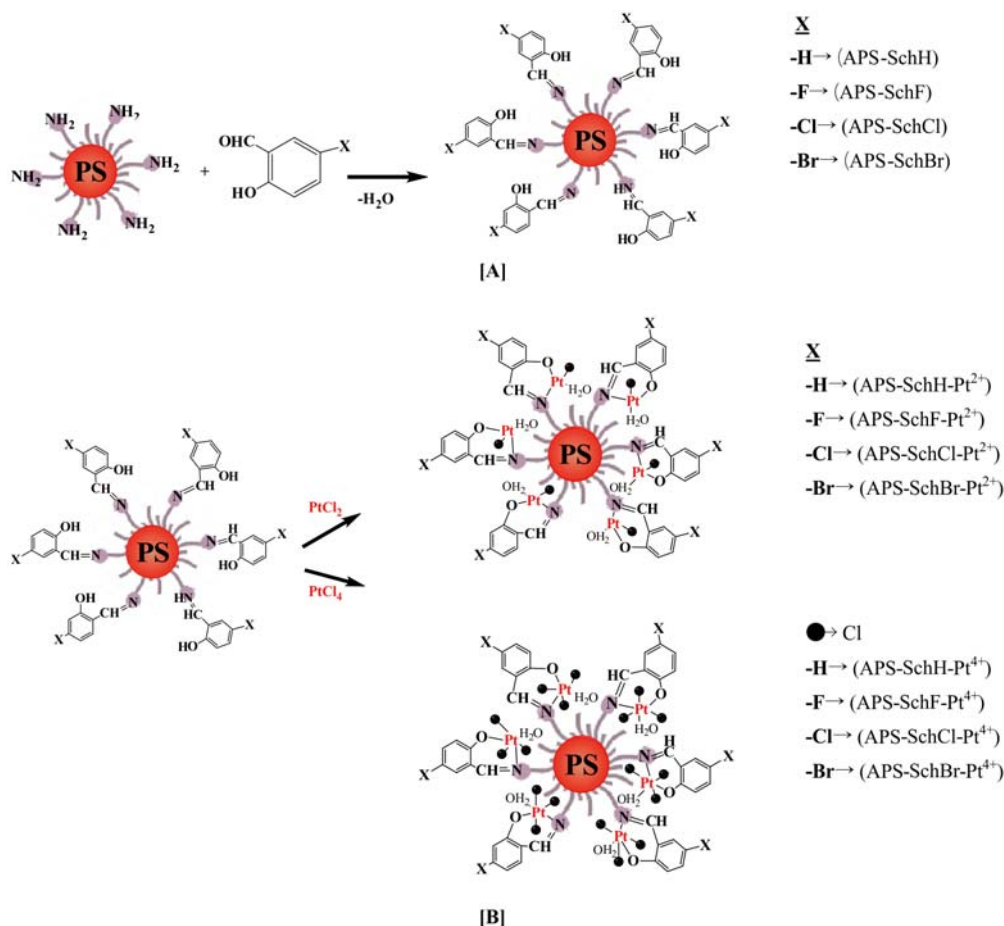 X
OH
CH=N
X
OH
N=CH
X
-H→ (APS-SchH)
-F→ (APS-SchF)
-Cl→ (APS-SchCl)
-Br→ (APS-SchBr)
NH2
NH2
NH2
NH2
NH2
NH2
PS
+
OHC
X
HO
-H2O
OH
X
CH=N
PS
N=CH
HO
X
OH
X
CH=N
HN=CH
HO
X
[A]
X
O
CH=N
Pt
H2O
X
CH
N
O
Pt
H2O
X
-H→ (APS-SchH-Pt2+)
-F→ (APS-SchF-Pt2+)
-Cl→ (APS-SchCl-Pt2+)
-Br→ (APS-SchBr-Pt2+)
O
Pt
H2O
X
CH=N
PS
N
H
C
Pt
O
OH2
X
OH2
Pt
O
N
CH
X
N
CH
Pt
OH2
O
X
X
OH
CH=N
X
OH
N=CH
OH
X
CH=N
PS
N=C
H
HO
X
OH
X
CH=N
HN
HC
HO
X
PtCl2
PtCl4
X
O
Pt
H2O
CH=N
X
CH
N
O
Pt
H2O
→ Cl
-H→ (APS-SchH-Pt4+)
-F→ (APS-SchF-Pt4+)
-Cl→ (APS-SchCl-Pt4+)
-Br→ (APS-SchBr-Pt4+)
O
Pt
H2O
X
CH=N
PS
N
H
C
Pt
O
OH2
X
OH2
Pt
O
N
CH
X
N
CH
Pt
OH2
O
X
[B]